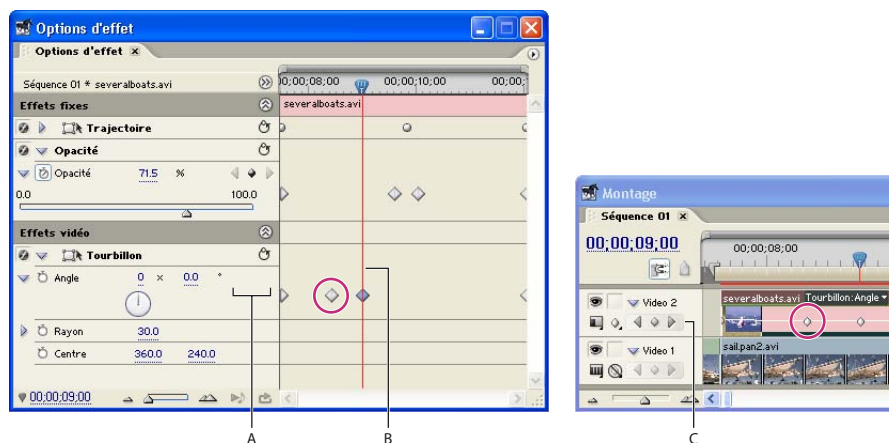 Options d'effet
Options d'effet
Séquence 01 * severalboats.avi
00;00;08;00 00;00;10;00 00;00;1
Effets fixes
severalboats.avi
Trajectoire
Opacité
Opacité 71.5 %
0.0 100.0
Effets vidéo
Tourbillon
Angle 0 × 0.0 °
Rayon 30.0
Centre 360.0 240.0
00:00:09:00
A B
Montage
Séquence 01
00;00;09;00
00;00;08;00
Video 2
severalboats.avi Tourbillon:Angle
Video 1
sail.pan2.avi
C